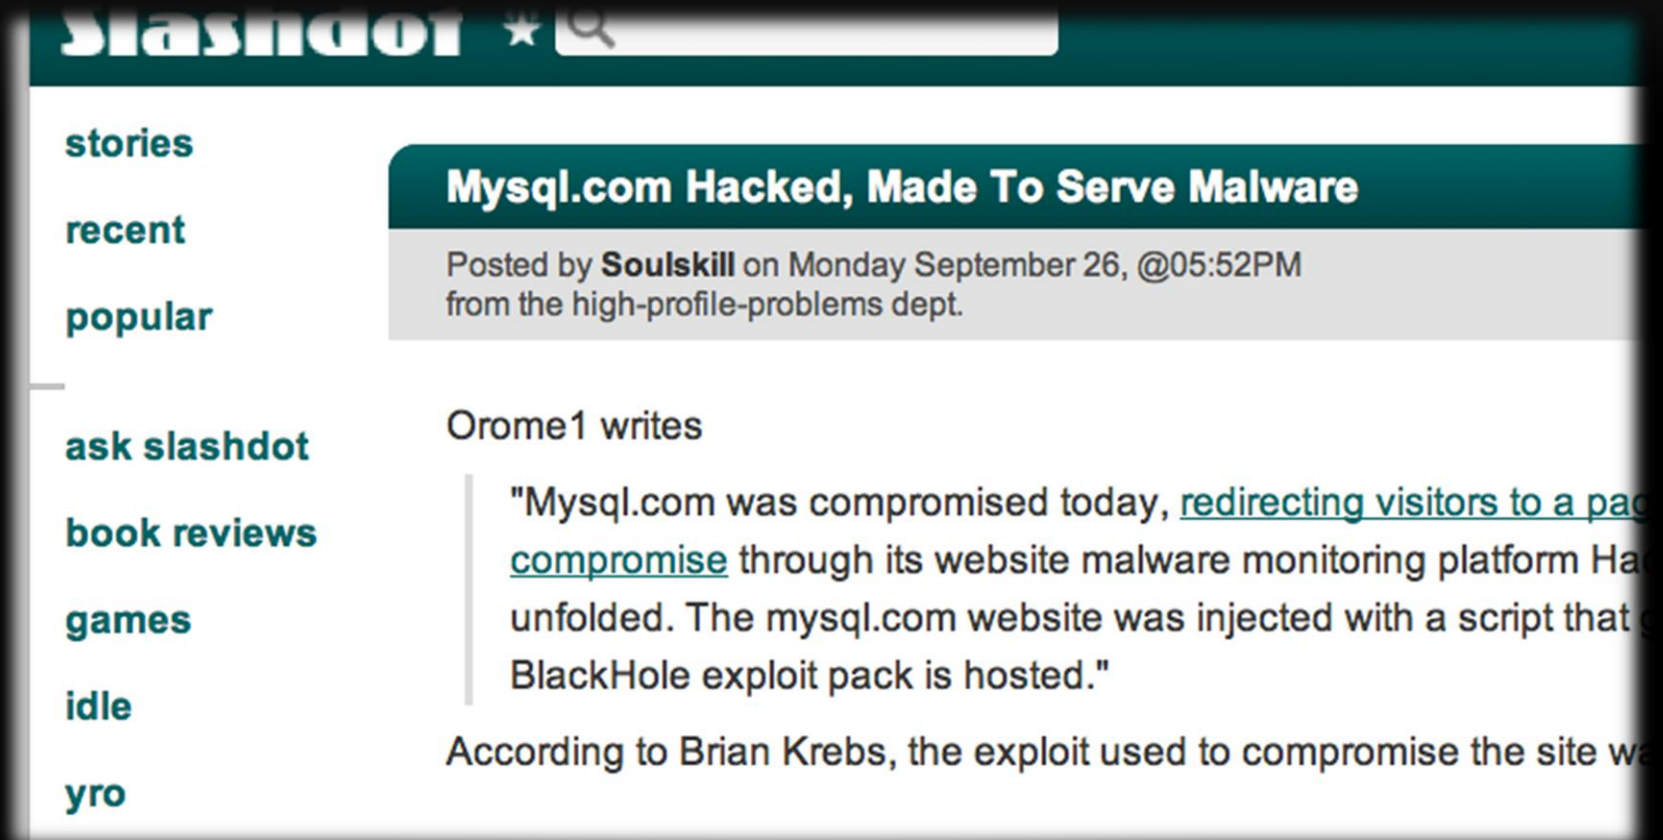 Slashdot
stories
recent
popular
ask slashdot
book reviews
games
idle
yro
Mysql.com Hacked, Made To Serve Malware
Posted by Soulskill on Monday September 26, @05:52PM
from the high-profile-problems dept.
Orome1 writes
"Mysql.com was compromised today, redirecting visitors to a
compromise through its website malware monitoring platform
unfolded. The mysql.com website was injected with a script that
BlackHole exploit pack is hosted."
According to Brian Krebs, the exploit used to compromise the site